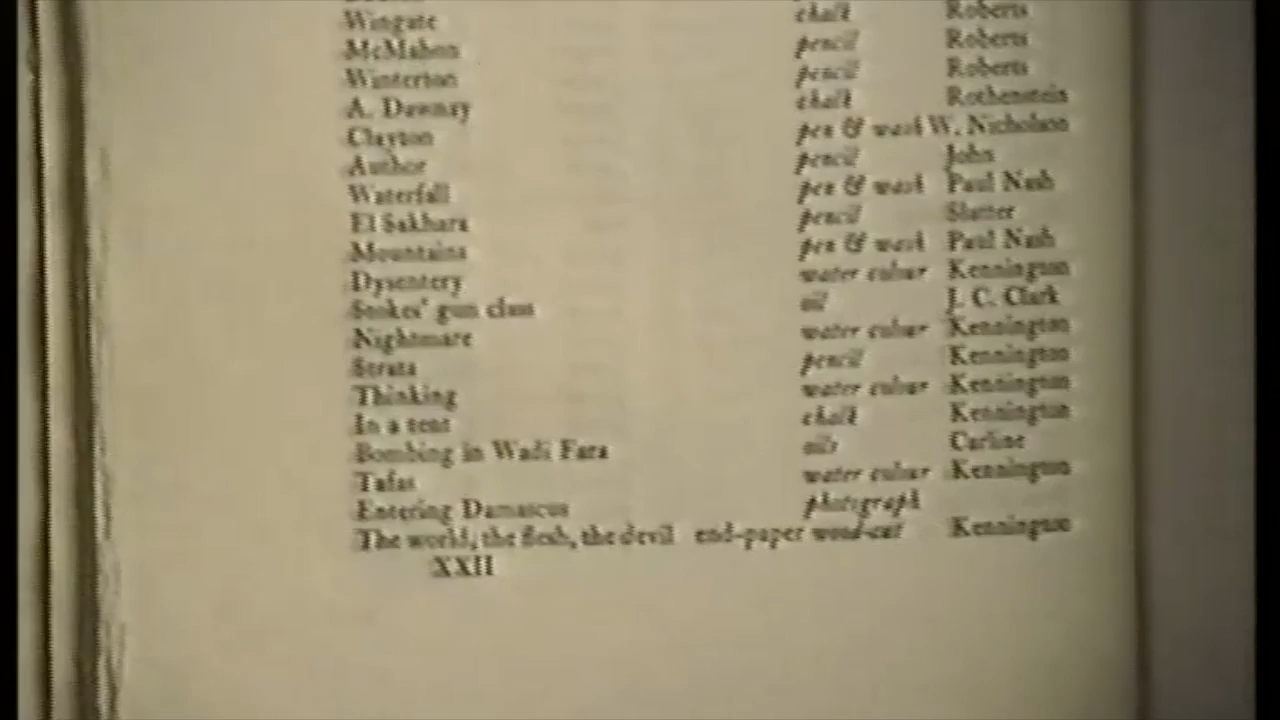 Wingate chalk Roberts
McMahon pencil Roberts
Winterton pencil Roberts
A. Dawnay chalk Rothenstein
Clayton pen & wash W. Nicholson
Author pencil John
Waterfall pen & wash Paul Nash
El Sakhara pencil Slatter
Mountains pen & wash Paul Nash
Dysentery water colour Kennington
Stokes' gun class oil J. C. Clark
Nightmare water colour Kennington
Strata pencil Kennington
Thinking water colour Kennington
In a tent chalk Kennington
Bombing in Wadi Fara oils Carline
Tafas water colour Kennington
Entering Damascus photograph
The world, the flesh, the devil end-paper wood-cut Kennington
XXII